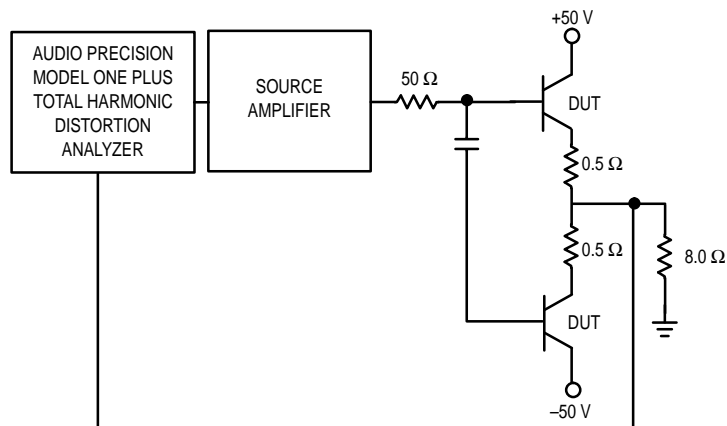 AUDIO PRECISION
MODEL ONE PLUS
TOTAL HARMONIC
DISTORTION
ANALYZER
SOURCE
AMPLIFIER
50 Ω
+50 V
DUT
0.5 Ω
0.5 Ω
8.0 Ω
DUT
–50 V